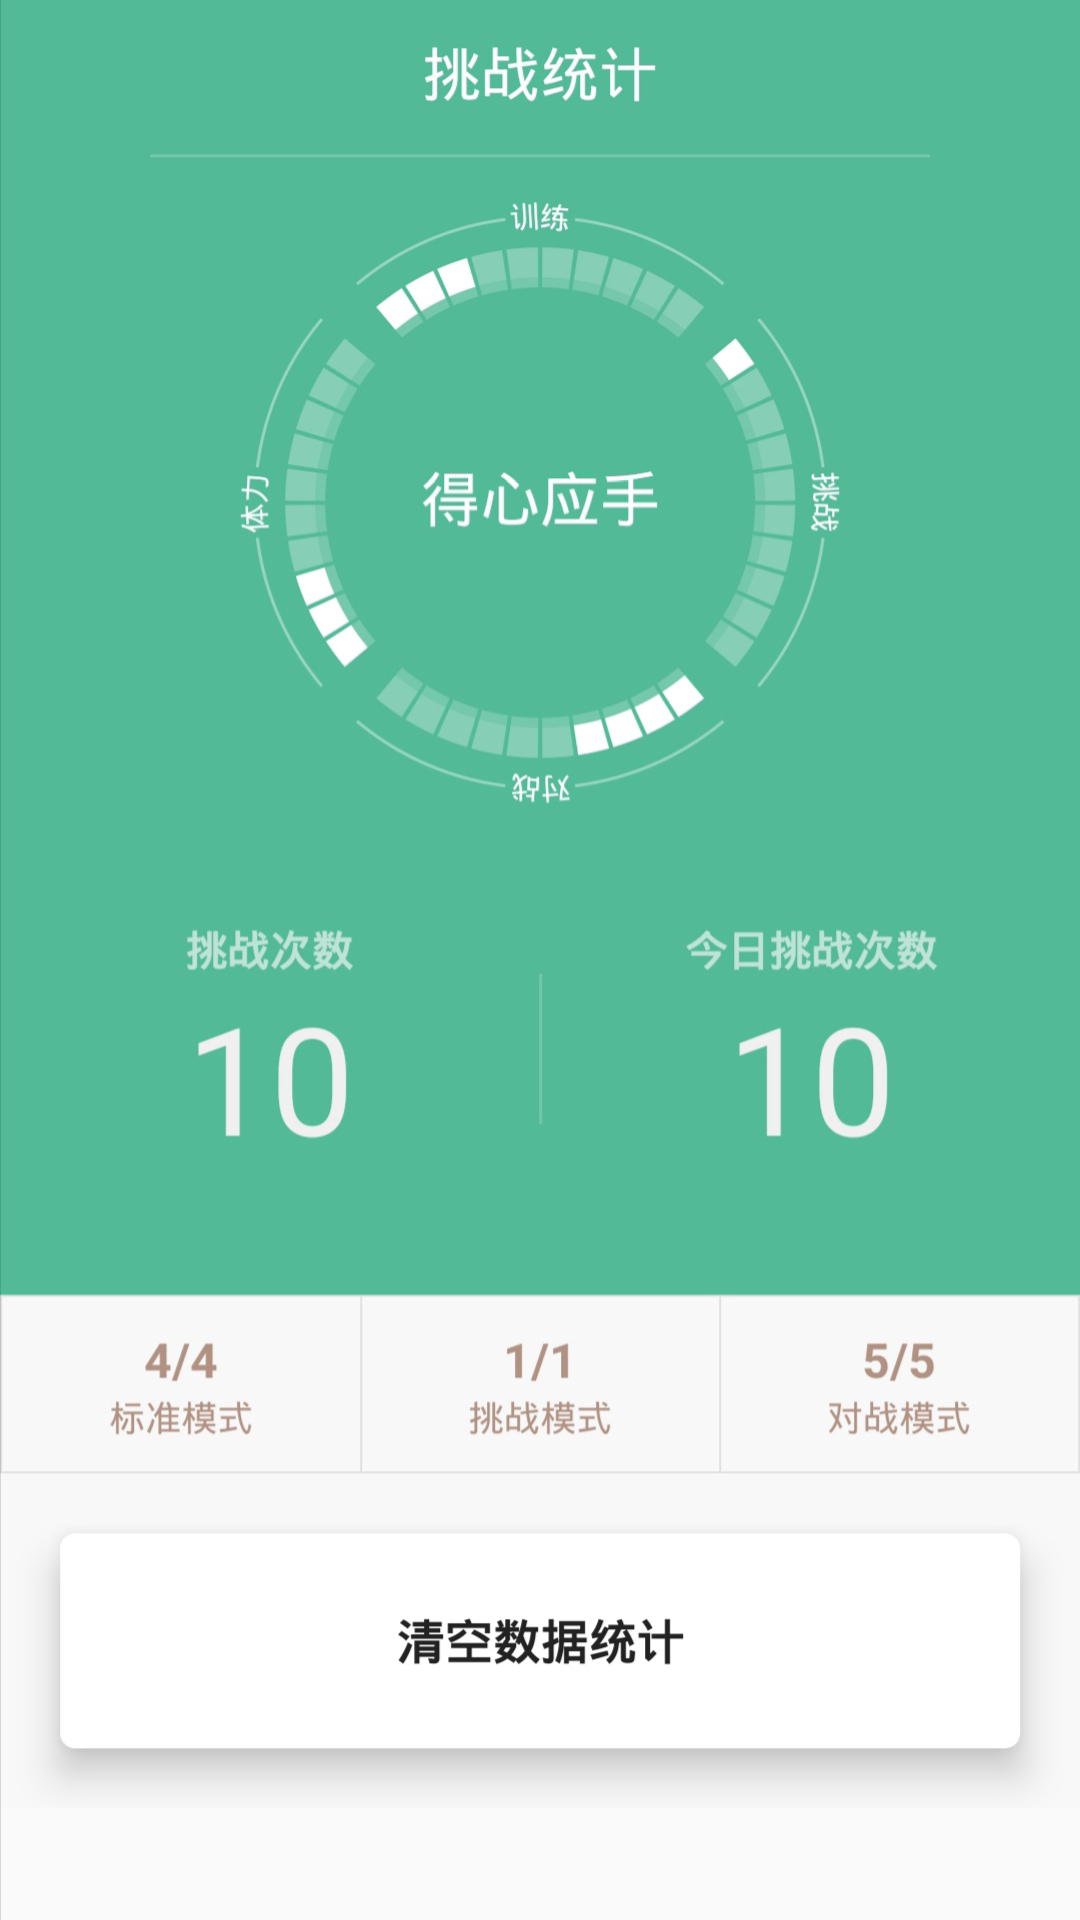 挑战统计
训练
体力
得心应手
挑战
对战
挑战次数
今日挑战次数
10
10
4/4
1/1
5/5
标准模式
挑战模式
对战模式
清空数据统计